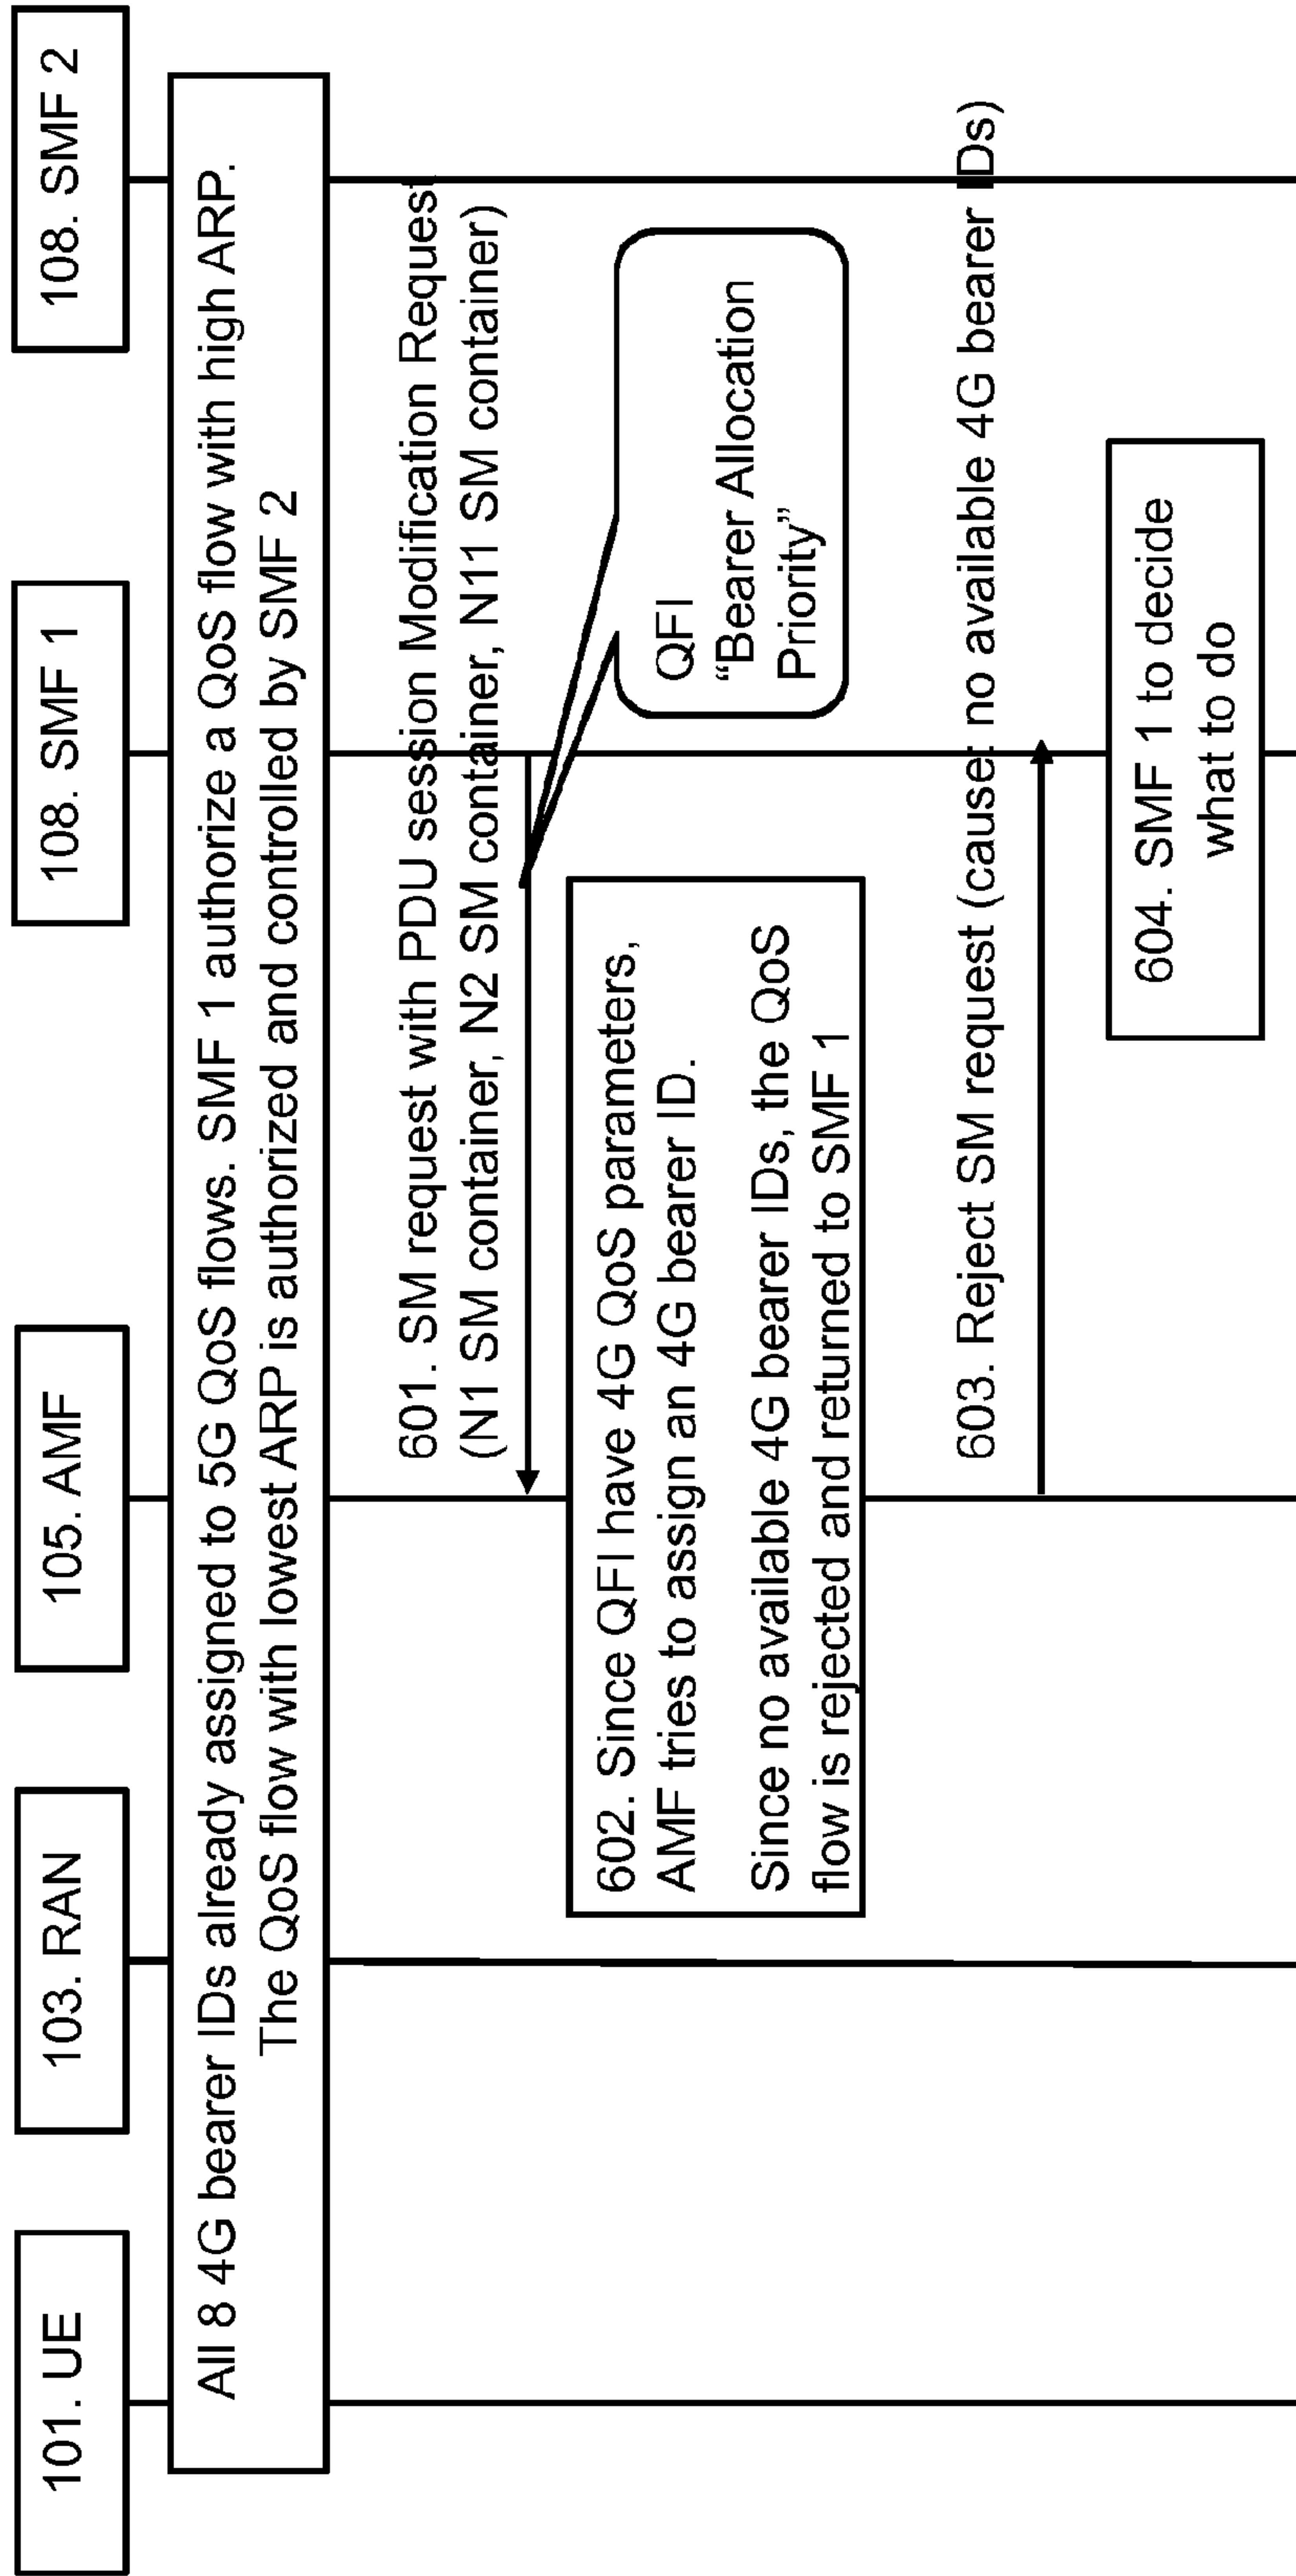 101. UE
103. RAN
105. AMF
108. SMF 1
108. SMF 2
All 8 4G bearer IDs already assigned to 5G QoS flows. SMF 1 authorize a QoS flow with high ARP.
The QoS flow with lowest ARP is authorized and controlled by SMF 2
601. SM request with PDU session Modification Request
(N1 SM container, N2 SM container, N11 SM container)
QFI
“Bearer Allocation
Priority”
602. Since QFI have 4G QoS parameters,
AMF tries to assign an 4G bearer ID.
Since no available 4G bearer IDs, the QoS
flow is rejected and returned to SMF 1
603. Reject SM request (cause: no available 4G bearer IDs)
604. SMF 1 to decide
what to do